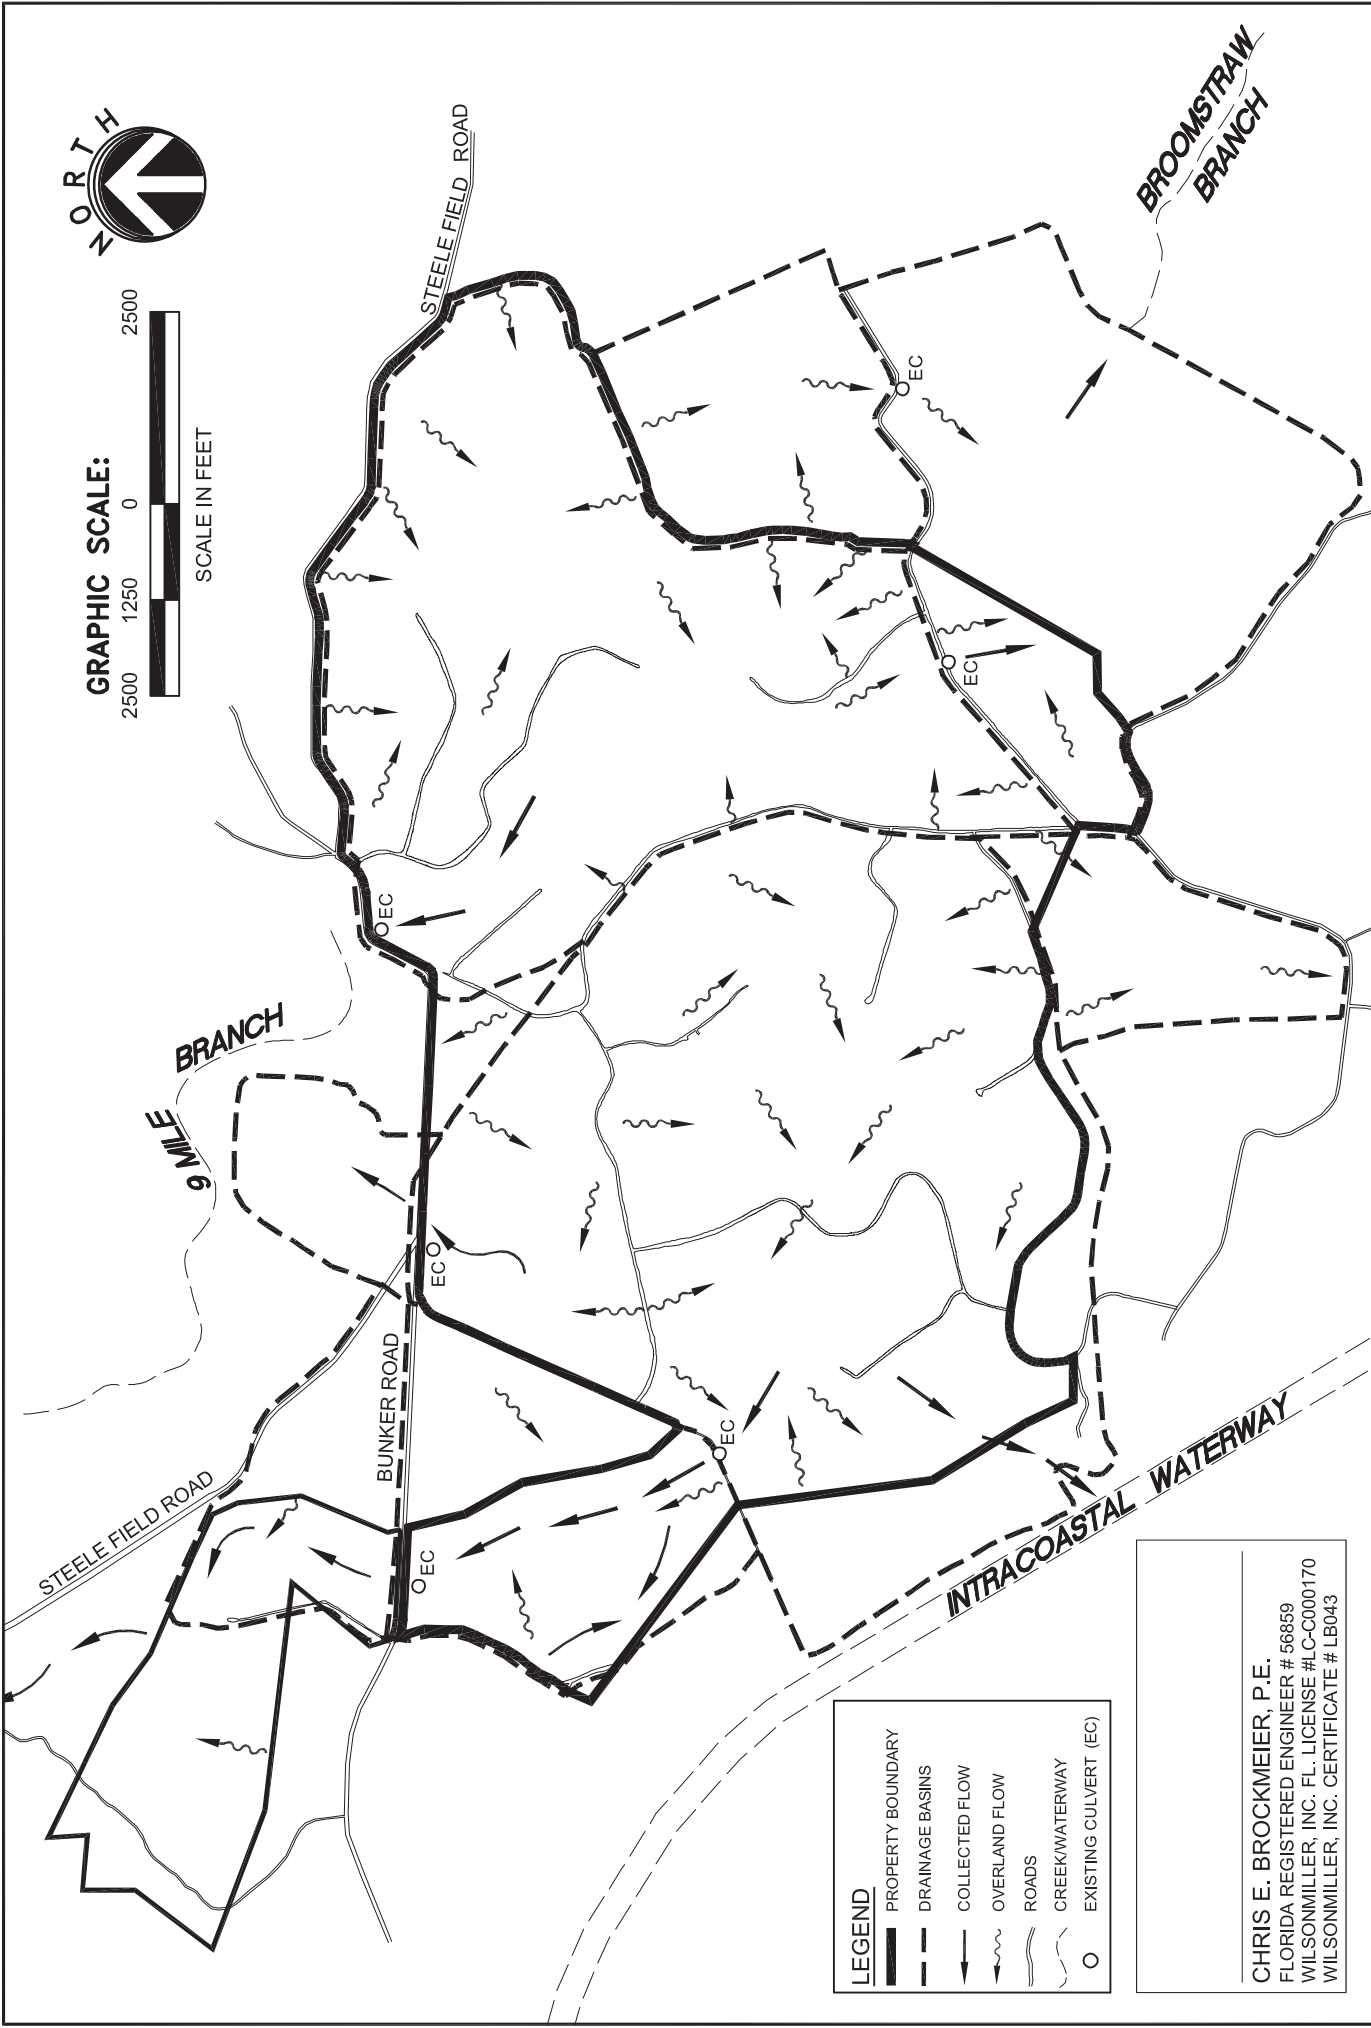 NORTH
GRAPHIC SCALE:
2500 1250 0 2500
SCALE IN FEET
STEELE FIELD ROAD
BROOMSTRAW
BRANCH
9 MILE BRANCH
EC
EC
EC
EC
EC
EC
STEELE FIELD ROAD
BUNKER ROAD
INTRACOASTAL WATERWAY
LEGEND
PROPERTY BOUNDARY
DRAINAGE BASINS
COLLECTED FLOW
OVERLAND FLOW
ROADS
CREEK/WATERWAY
EXISTING CULVERT (EC)
CHRIS E. BROCKMEIER, P.E.
FLORIDA REGISTERED ENGINEER # 56859
WILSONMILLER, INC. FL. LICENSE #LC-C000170
WILSONMILLER, INC. CERTIFICATE # LB043